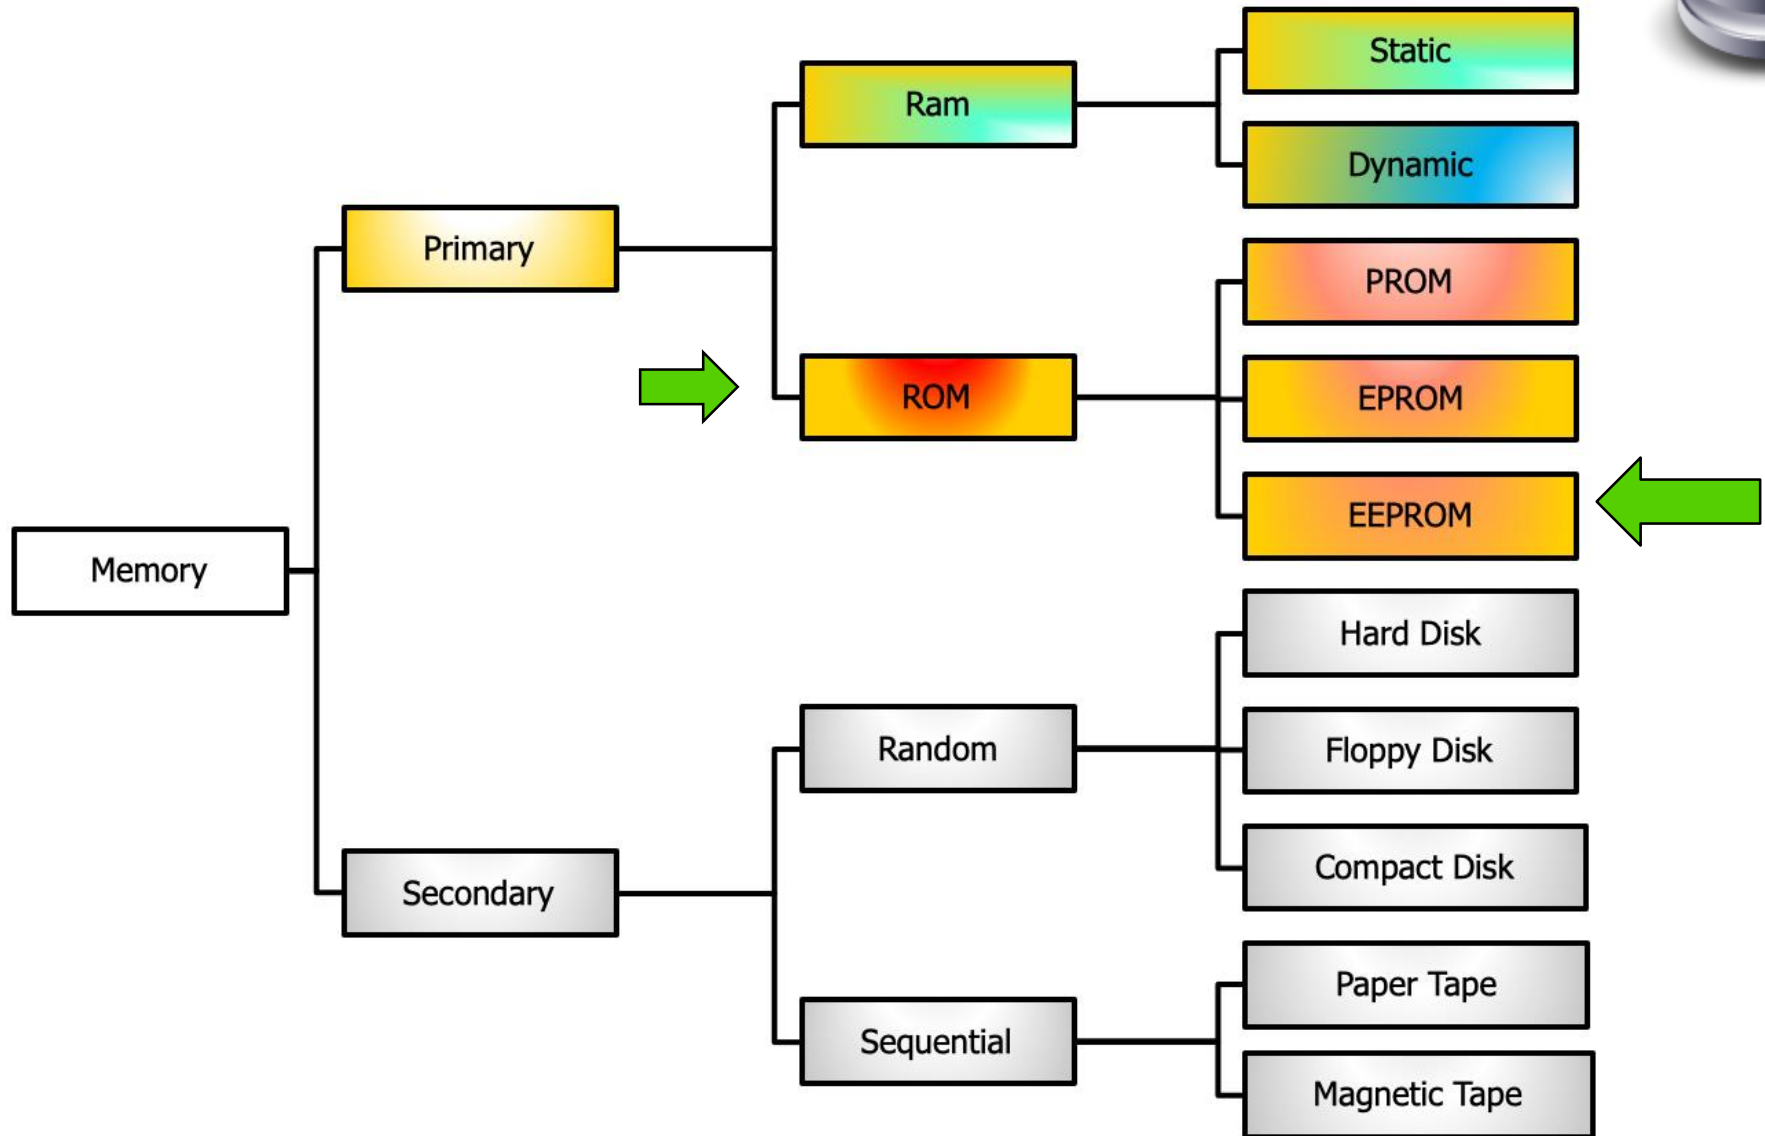 Static
Ram
Dynamic
Primary
PROM
ROM
EPROM
EEPROM
Memory
Hard Disk
Random
Floppy Disk
Compact Disk
Secondary
Paper Tape
Sequential
Magnetic Tape